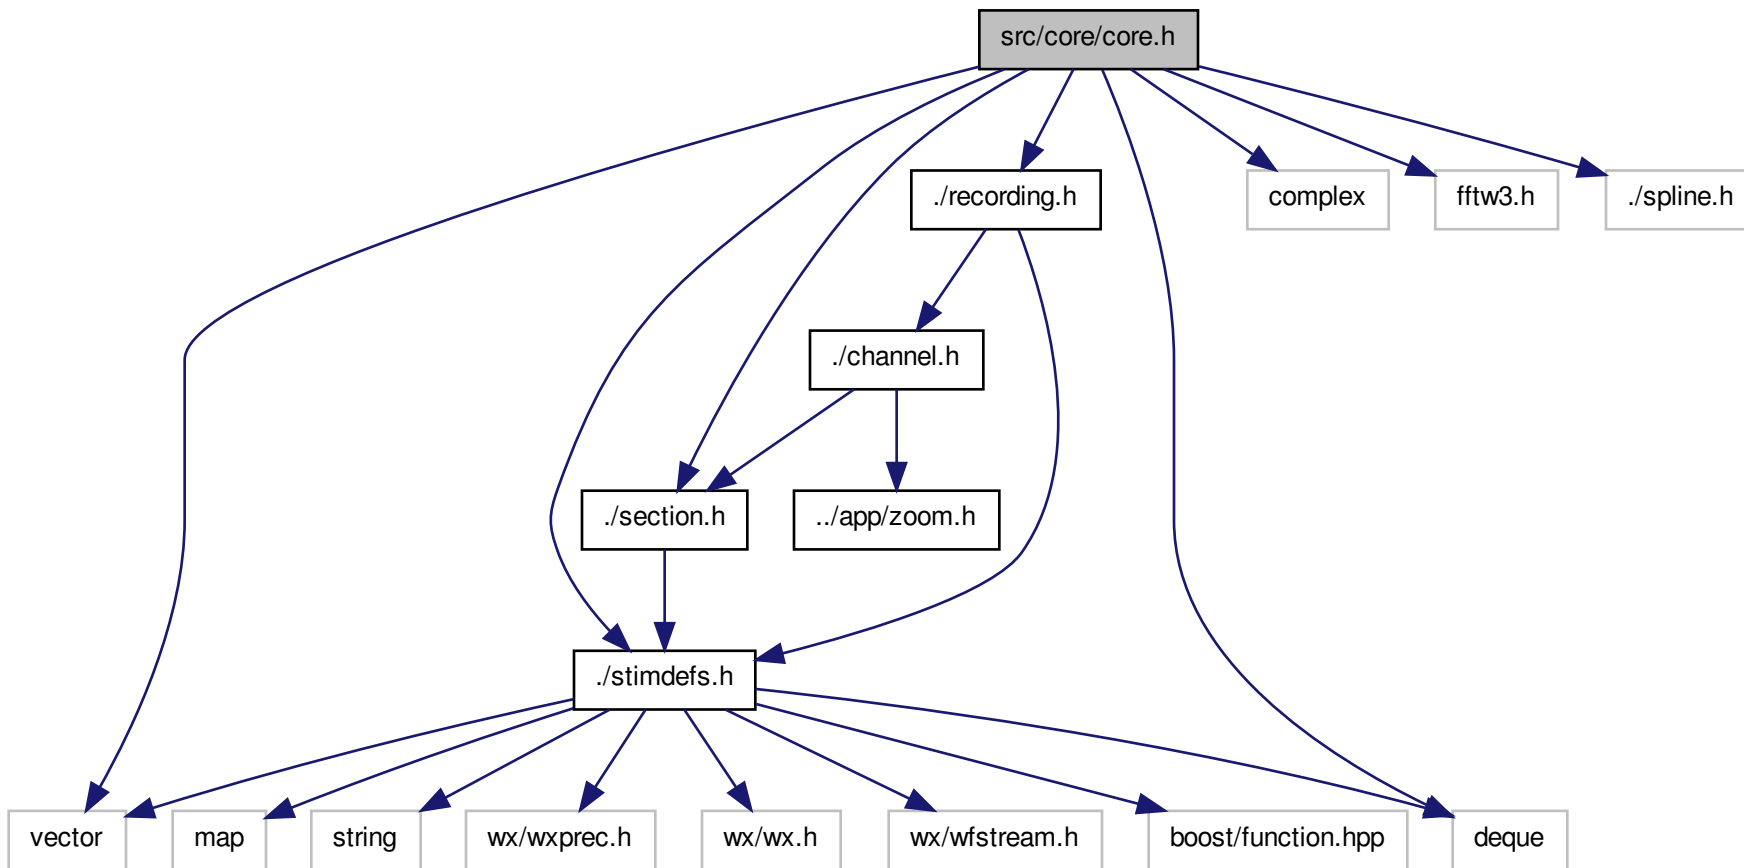 src/core/core.h
./recording.h
complex
fftw3.h
./spline.h
./channel.h
./section.h
../app/zoom.h
./stimdefs.h
vector
map
string
wx/wxprec.h
wx/wx.h
wx/wfstream.h
boost/function.hpp
deque